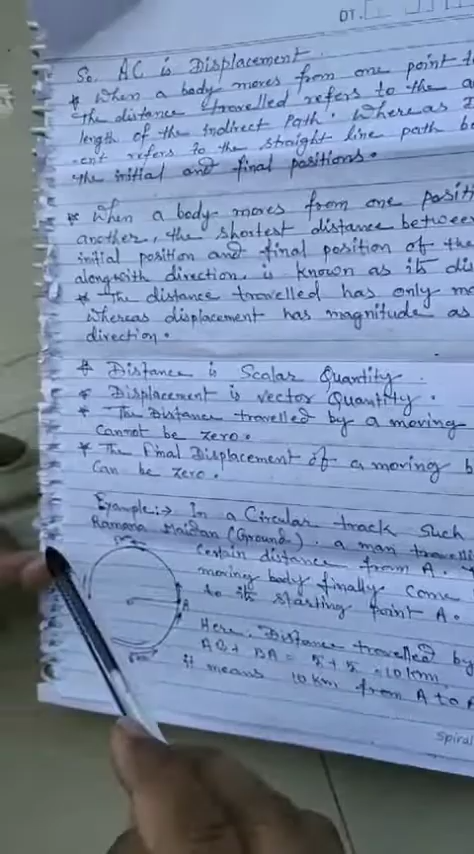 DT.
So, AC is Displacement.
* When a body moves from one point to
the distance travelled refers to the
length of the indirect Path. Whereas
ent refers to the straight line path
the initial and final positions.
* When a body moves from one
another, the shortest distance
initial position and final position of the
alongwith direction, is known as its
* The distance travelled has only
whereas displacement has magnitude as
direction.
* Distance is Scalar Quantity.
* Displacement is vector Quantity.
* The Distance travelled by a moving
cannot be zero.
* The Final Displacement of a moving
can be zero.
Example:→ In a Circular track such
Ramana Maidan (Ground). a man
Certain distance from A.
moving body finally come
to its starting point A.
A
Here, Distance travelled by
= 5 + 5 = 10 km
it means 10 km from A to
Spiral